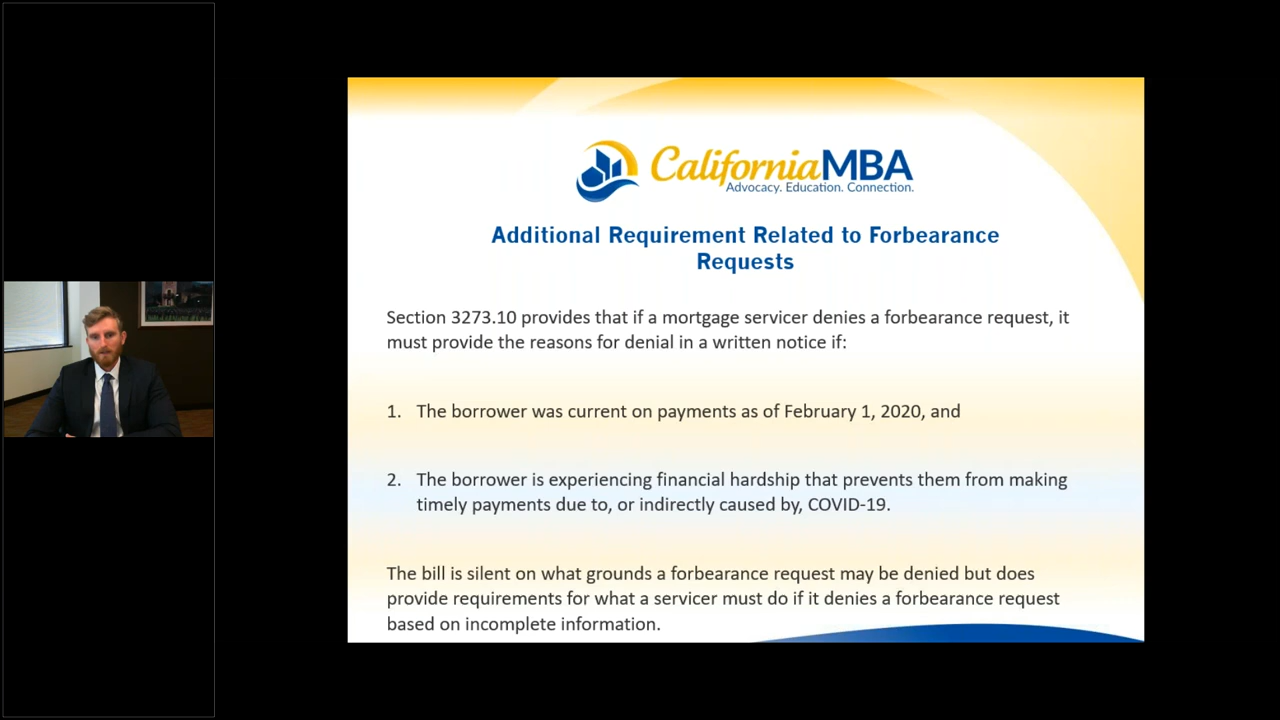 CaliforniaMBA
Advocacy. Education. Connection.
Additional Requirement Related to Forbearance
Requests
Section 3273.10 provides that if a mortgage servicer denies a forbearance request, it
must provide the reasons for denial in a written notice if:
1. The borrower was current on payments as of February 1, 2020, and
2. The borrower is experiencing financial hardship that prevents them from making
timely payments due to, or indirectly caused by, COVID-19.
The bill is silent on what grounds a forbearance request may be denied but does
provide requirements for what a servicer must do if it denies a forbearance request
based on incomplete information.